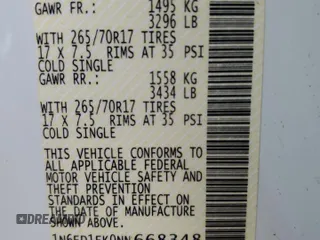 GAWR FR.: 1495 KG
3296 LB
WITH 265/70R17 TIRES
17 X 7.5 RIMS AT 35 PSI
COLD SINGLE
GAWR RR.: 1558 KG
3434 LB
WITH 265/70R17 TIRES
17 X 7.5 RIMS AT 35 PSI
COLD SINGLE
THIS VEHICLE CONFORMS TO
ALL APPLICABLE FEDERAL
MOTOR VEHICLE SAFETY
AND THEFT PREVENTION
STANDARDS IN EFFECT ON
THE DATE OF MANUFACTURE
SHOWN ABOVE.
1N6ED1EK0NN668348